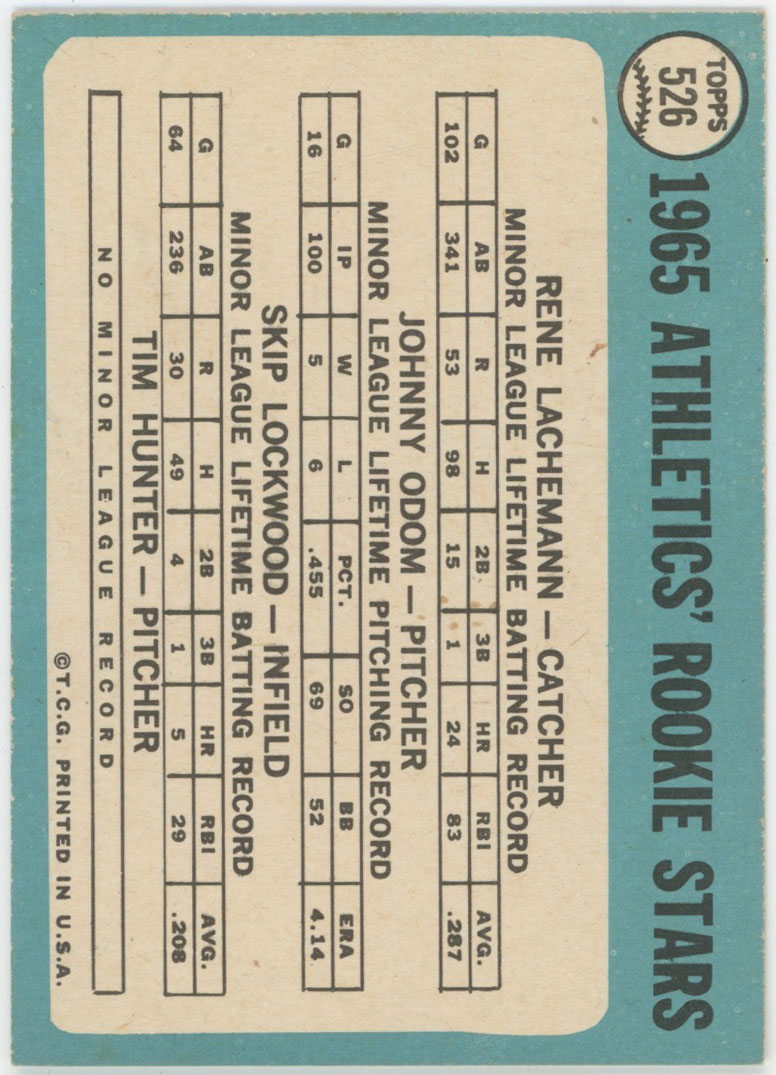 TOPPS
526
1965 ATHLETICS' ROOKIE STARS
RENE LACHEMANN — CATCHER
MINOR LEAGUE LIFETIME BATTING RECORD
G AB R H 2B 3B HR RBI AVG.
102 341 53 98 15 1 24 83 .287
JOHNNY ODOM — PITCHER
MINOR LEAGUE LIFETIME PITCHING RECORD
G IP W L PCT. SO BB ERA
16 100 5 6 .455 69 52 4.14
SKIP LOCKWOOD — INFIELD
MINOR LEAGUE LIFETIME BATTING RECORD
G AB R H 2B 3B HR RBI AVG.
64 236 30 49 4 1 5 29 .208
TIM HUNTER — PITCHER
NO MINOR LEAGUE RECORD
©T.C.G. PRINTED IN U.S.A.